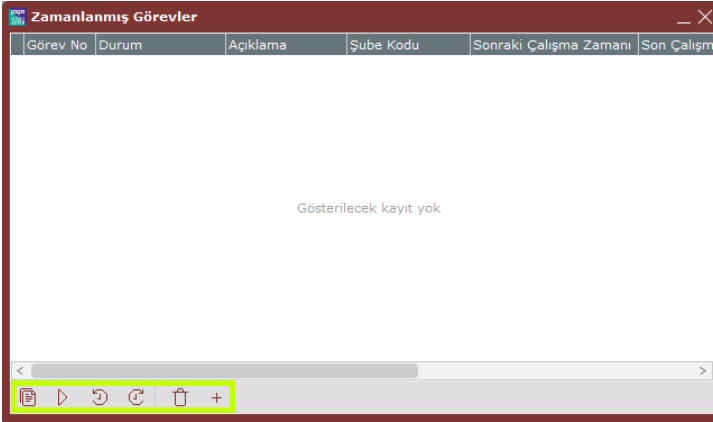 Zamanlanmış Görevler
Görev No Durum Açıklama Şube Kodu Sonraki Çalışma Zamanı Son Çalışm
Gösterilecek kayıt yok